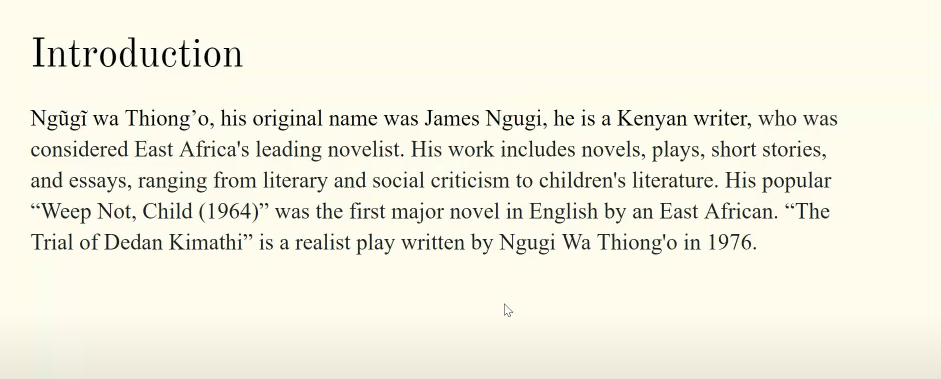 Introduction
Ngũgĩ wa Thiong’o, his original name was James Ngugi, he is a Kenyan writer, who was
considered East Africa's leading novelist. His work includes novels, plays, short stories,
and essays, ranging from literary and social criticism to children's literature. His popular
“Weep Not, Child (1964)” was the first major novel in English by an East African. “The
Trial of Dedan Kimathi” is a realist play written by Ngugi Wa Thiong'o in 1976.